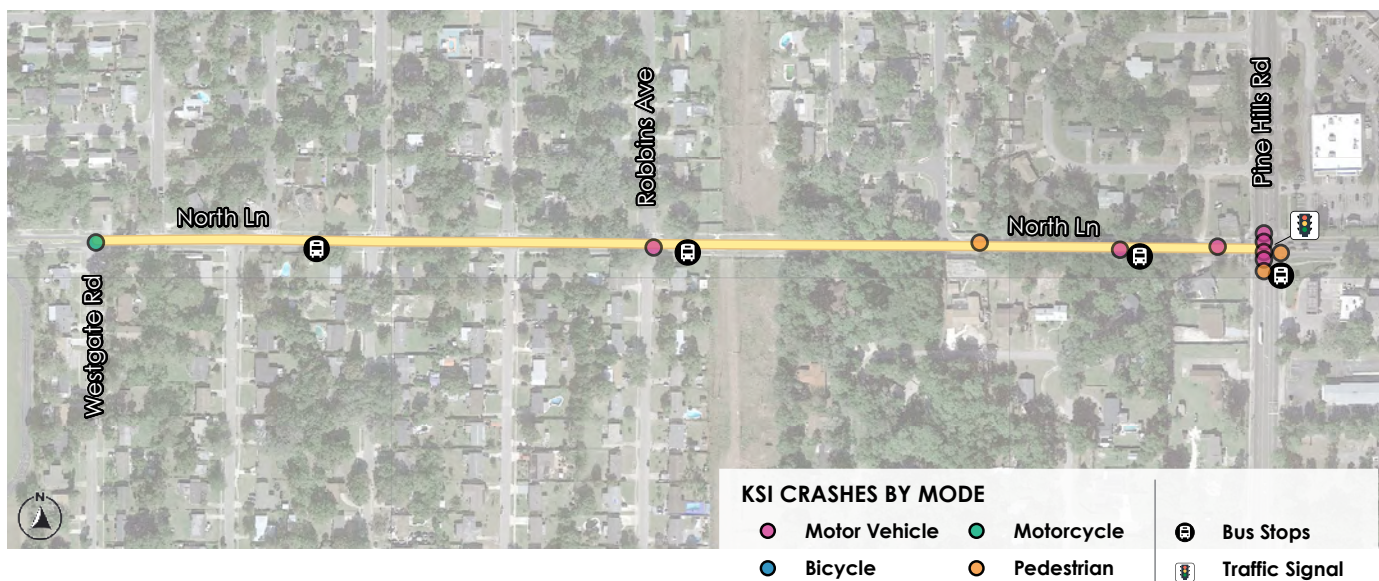 Robbins Ave
Pine Hills Rd
North Ln
North Ln
Westgate Rd
N
KSI CRASHES BY MODE
Motor Vehicle
Motorcycle
Bus Stops
Bicycle
Pedestrian
Traffic Signal